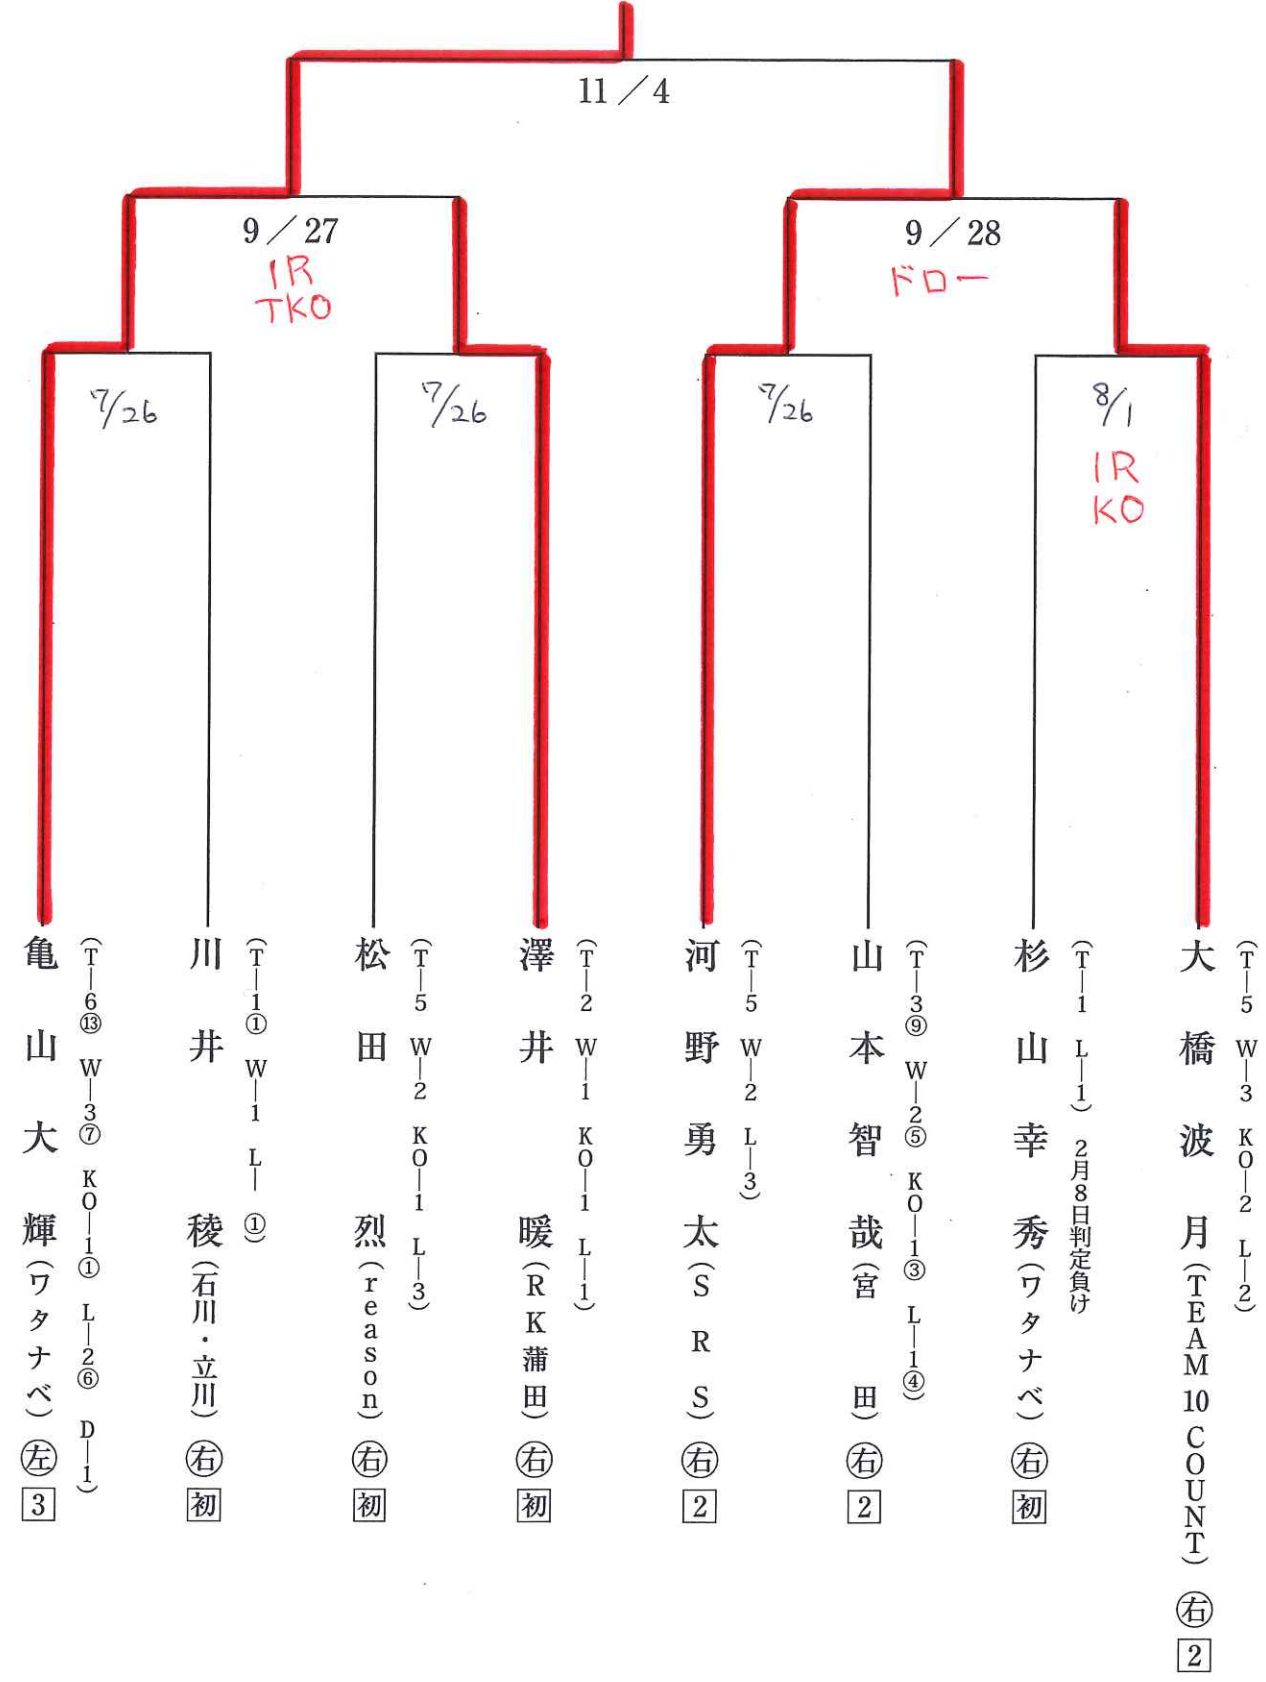 11／4
9／27
1R
TKO
9／28
ドロー
7/26
7/26
7/26
8/1
1R
KO
亀山大輝（ワタナベ）㊧ 3
（T―6⑬ W―3⑦ KO―1① L―2⑥ D―1）
川井稜（石川・立川）㊨ 初
（T―1① W―1 L―①）
松田烈（reason）㊨ 初
（T―5 W―2 KO―1 L―3）
澤井暖（RK蒲田）㊨ 初
（T―2 W―1 KO―1 L―1）
河野勇太（SRS）㊨ 2
（T―5 W―2 L―3）
山本智哉（宮田）㊨ 2
（T―3⑨ W―2⑤ KO―1③ L―1④）
杉山幸秀（ワタナベ）㊨ 初
（T―1 L―1）2月8日判定負け
大橋波月（TEAM 10 COUNT）㊨ 2
（T―5 W―3 KO―2 L―2）